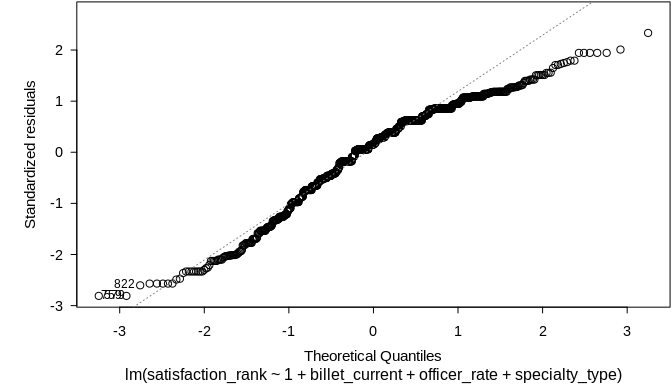 2
1
0
-1
-2
-3
Standardized residuals
822
-3 -2 -1 0 1 2 3
Theoretical Quantiles
lm(satisfaction_rank ~ 1 + billet_current + officer_rate + specialty_type)